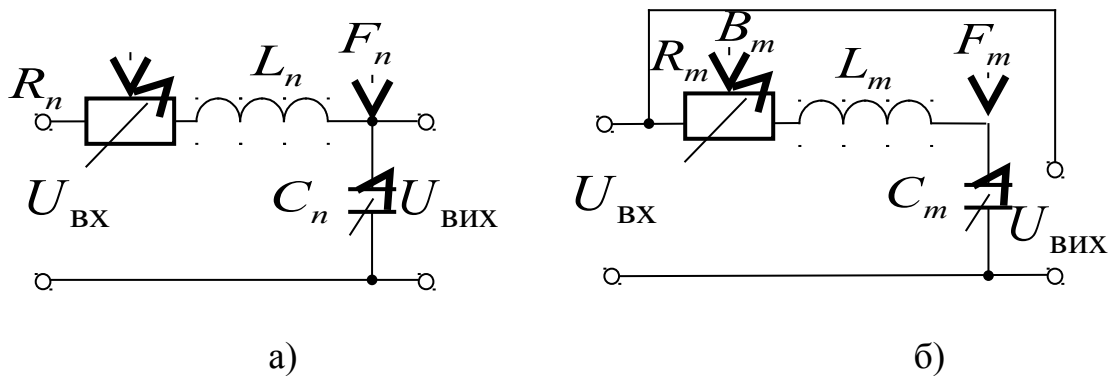 R_n L_n F_n
C_n
U_вх U_вих
а)
R_m B_m L_m F_m
C_m
U_вх U_вих
б)